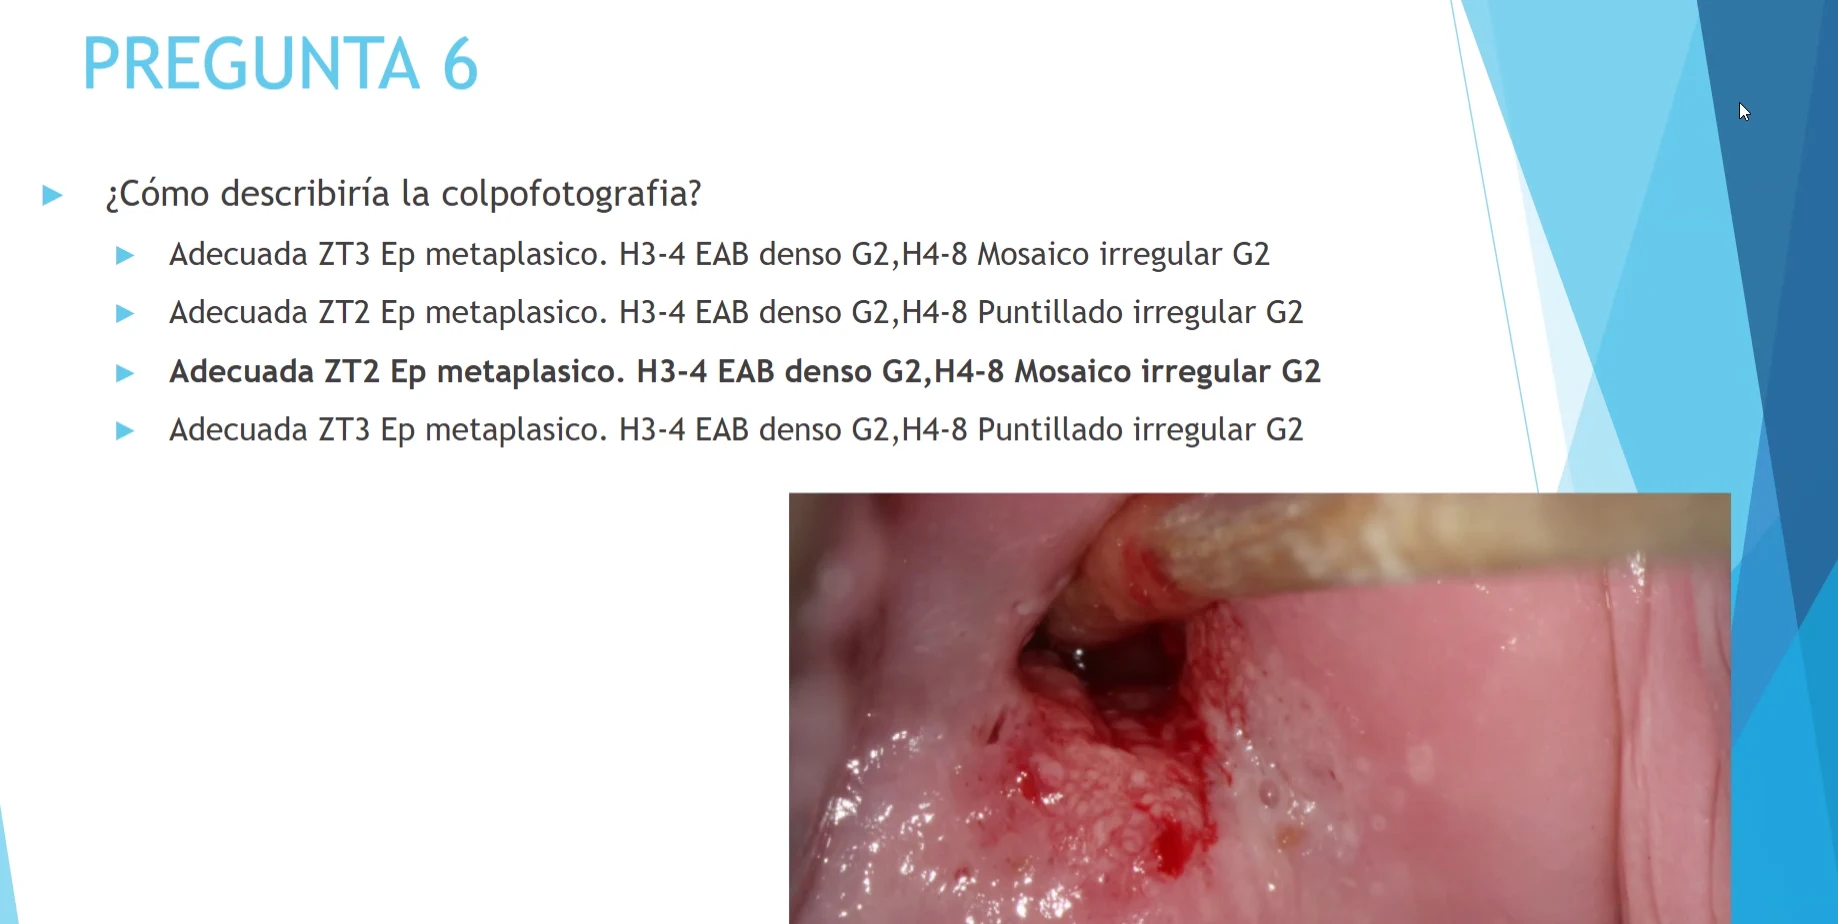 PREGUNTA 6
¿Cómo describiría la colpofotografia?
Adecuada ZT3 Ep metaplasico. H3-4 EAB denso G2,H4-8 Mosaico irregular G2
Adecuada ZT2 Ep metaplasico. H3-4 EAB denso G2,H4-8 Puntillado irregular G2
Adecuada ZT2 Ep metaplasico. H3-4 EAB denso G2,H4-8 Mosaico irregular G2
Adecuada ZT3 Ep metaplasico. H3-4 EAB denso G2,H4-8 Puntillado irregular G2